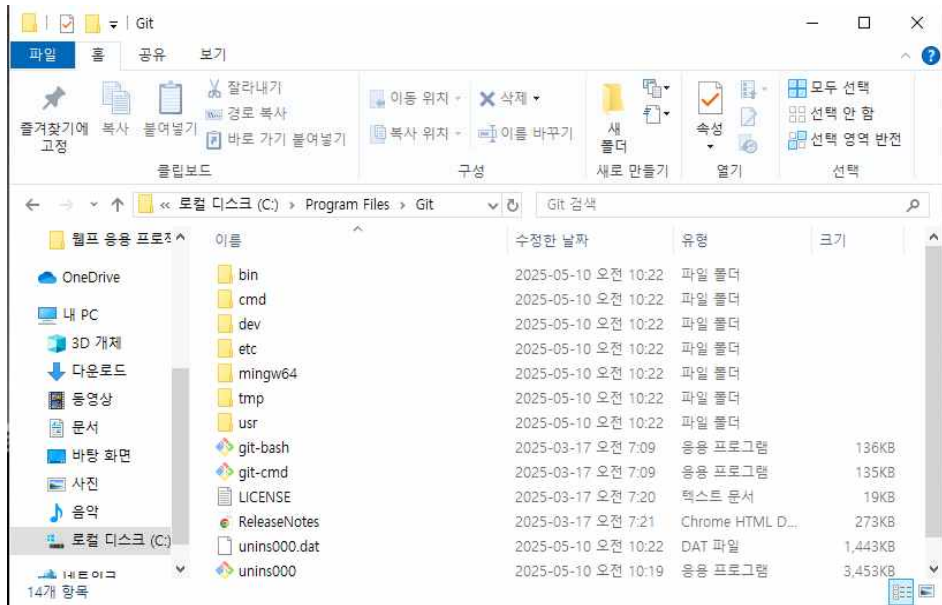 Git
파일 홈 공유 보기
즐겨찾기에 고정
복사
붙여넣기
잘라내기
경로 복사
바로 가기 붙여넣기
클립보드
이동 위치
복사 위치
삭제
이름 바꾸기
구성
새 폴더
새로 만들기
속성
열기
모두 선택
선택 안 함
선택 영역 반전
선택
« 로컬 디스크 (C:) › Program Files › Git
Git 검색
웹프 응용 프로젝
OneDrive
내 PC
3D 개체
다운로드
동영상
문서
바탕 화면
사진
음악
로컬 디스크 (C:)
네트워크
이름 수정한 날짜 유형 크기
bin 2025-05-10 오전 10:22 파일 폴더
cmd 2025-05-10 오전 10:22 파일 폴더
dev 2025-05-10 오전 10:22 파일 폴더
etc 2025-05-10 오전 10:22 파일 폴더
mingw64 2025-05-10 오전 10:22 파일 폴더
tmp 2025-05-10 오전 10:22 파일 폴더
usr 2025-05-10 오전 10:22 파일 폴더
git-bash 2025-03-17 오전 7:09 응용 프로그램 136KB
git-cmd 2025-03-17 오전 7:09 응용 프로그램 135KB
LICENSE 2025-03-17 오전 7:20 텍스트 문서 19KB
ReleaseNotes 2025-03-17 오전 7:21 Chrome HTML D... 273KB
unins000.dat 2025-05-10 오전 10:22 DAT 파일 1,443KB
unins000 2025-05-10 오전 10:19 응용 프로그램 3,453KB
14개 항목